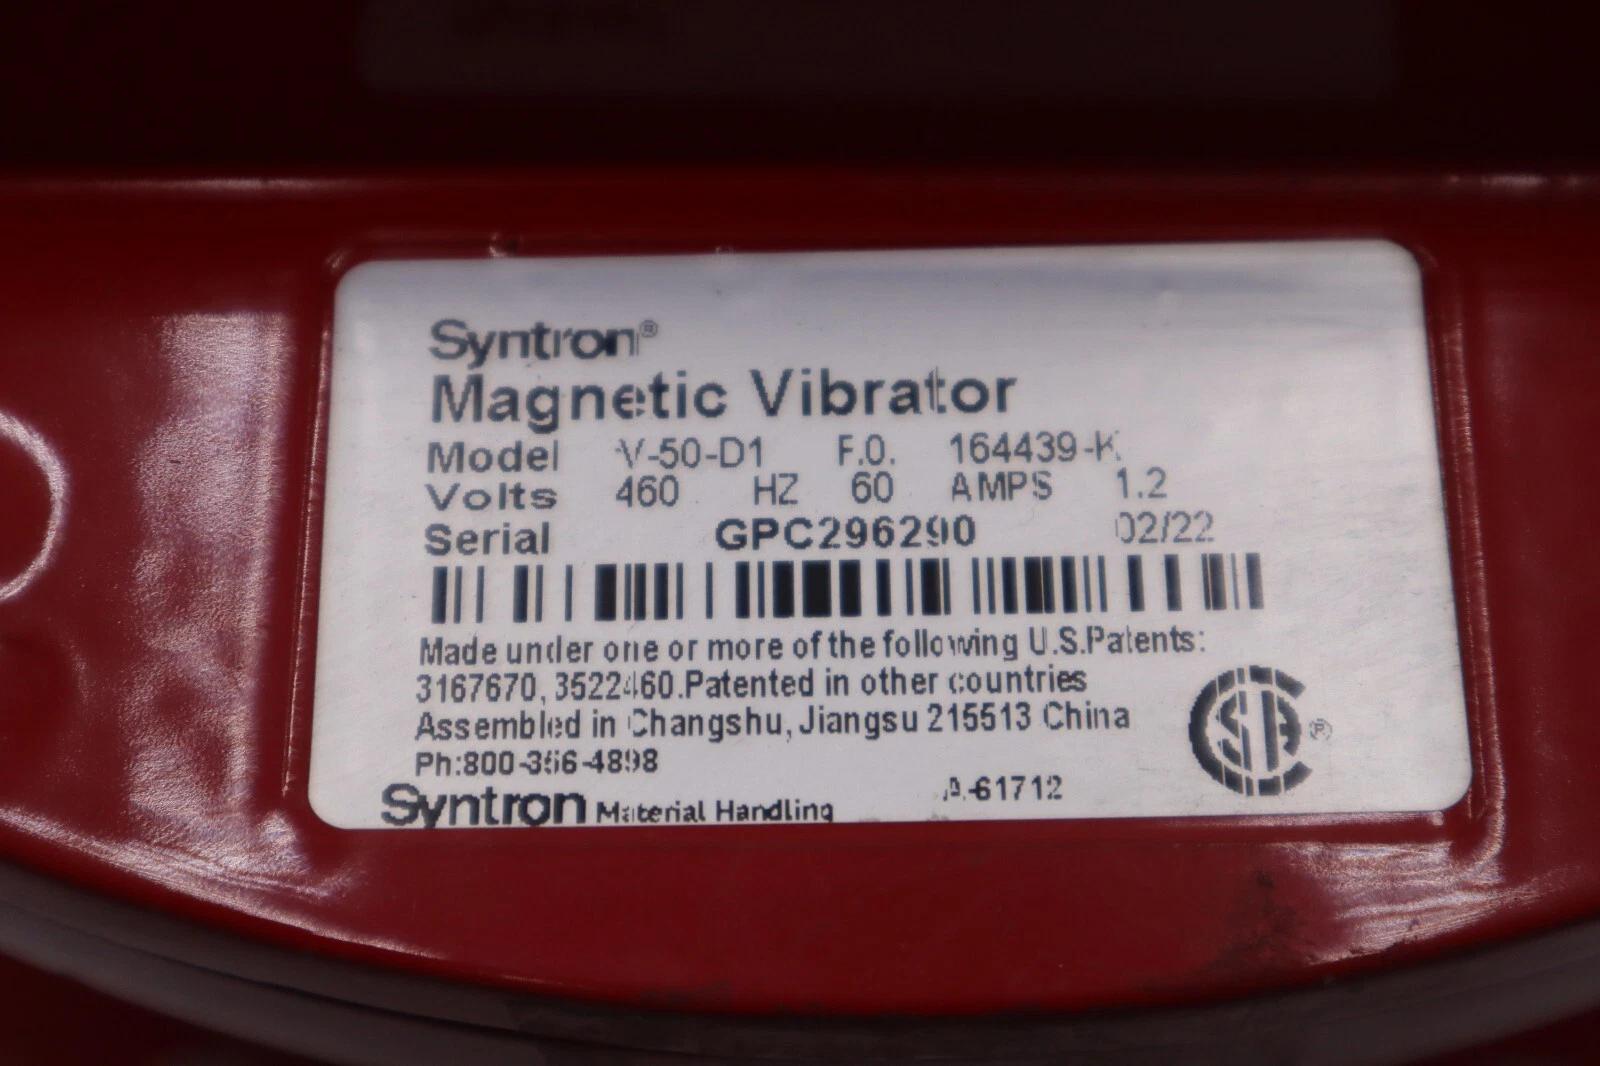 Syntron®
Magnetic Vibrator
Model V-50-D1 F.O. 164439-K
Volts 460 HZ 60 AMPS 1.2
Serial GPC296290 02/22
Made under one or more of the following U.S.Patents:
3167670, 3522460.Patented in other countries
Assembled in Changshu, Jiangsu 215513 China
Ph:800-356-4898
A-61712
Syntron Material Handling
CSA®